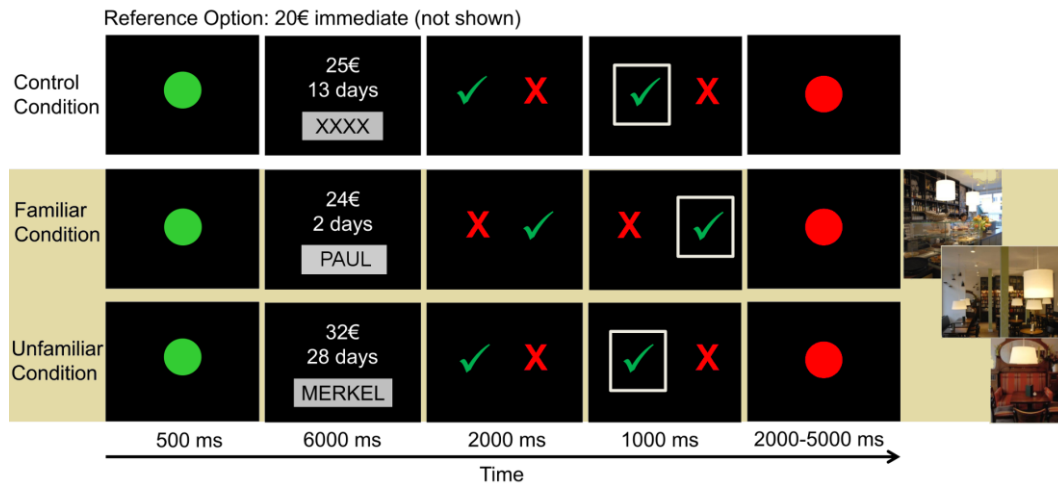 Reference Option: 20€ immediate (not shown)
Control
Condition
25€
13 days
XXXX
X
X
Familiar
Condition
24€
2 days
PAUL
X
X
Unfamiliar
Condition
32€
28 days
MERKEL
X
X
500 ms
6000 ms
2000 ms
1000 ms
2000-5000 ms
Time